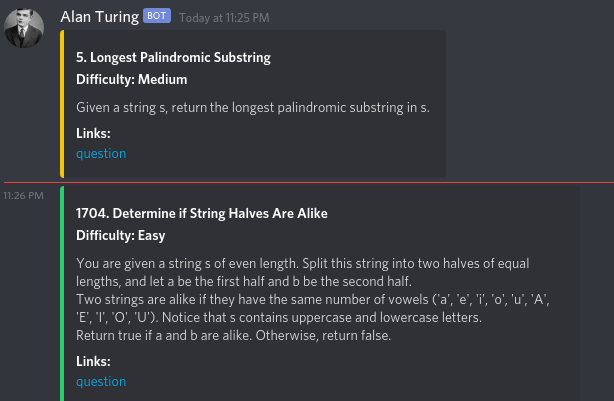 Alan Turing BOT Today at 11:25 PM
5. Longest Palindromic Substring
Difficulty: Medium
Given a string s, return the longest palindromic substring in s.
Links:
question
11:26 PM
1704. Determine if String Halves Are Alike
Difficulty: Easy
You are given a string s of even length. Split this string into two halves of equal
lengths, and let a be the first half and b be the second half.
Two strings are alike if they have the same number of vowels ('a', 'e', 'i', 'o', 'u', 'A',
'E', 'I', 'O', 'U'). Notice that s contains uppercase and lowercase letters.
Return true if a and b are alike. Otherwise, return false.
Links:
question